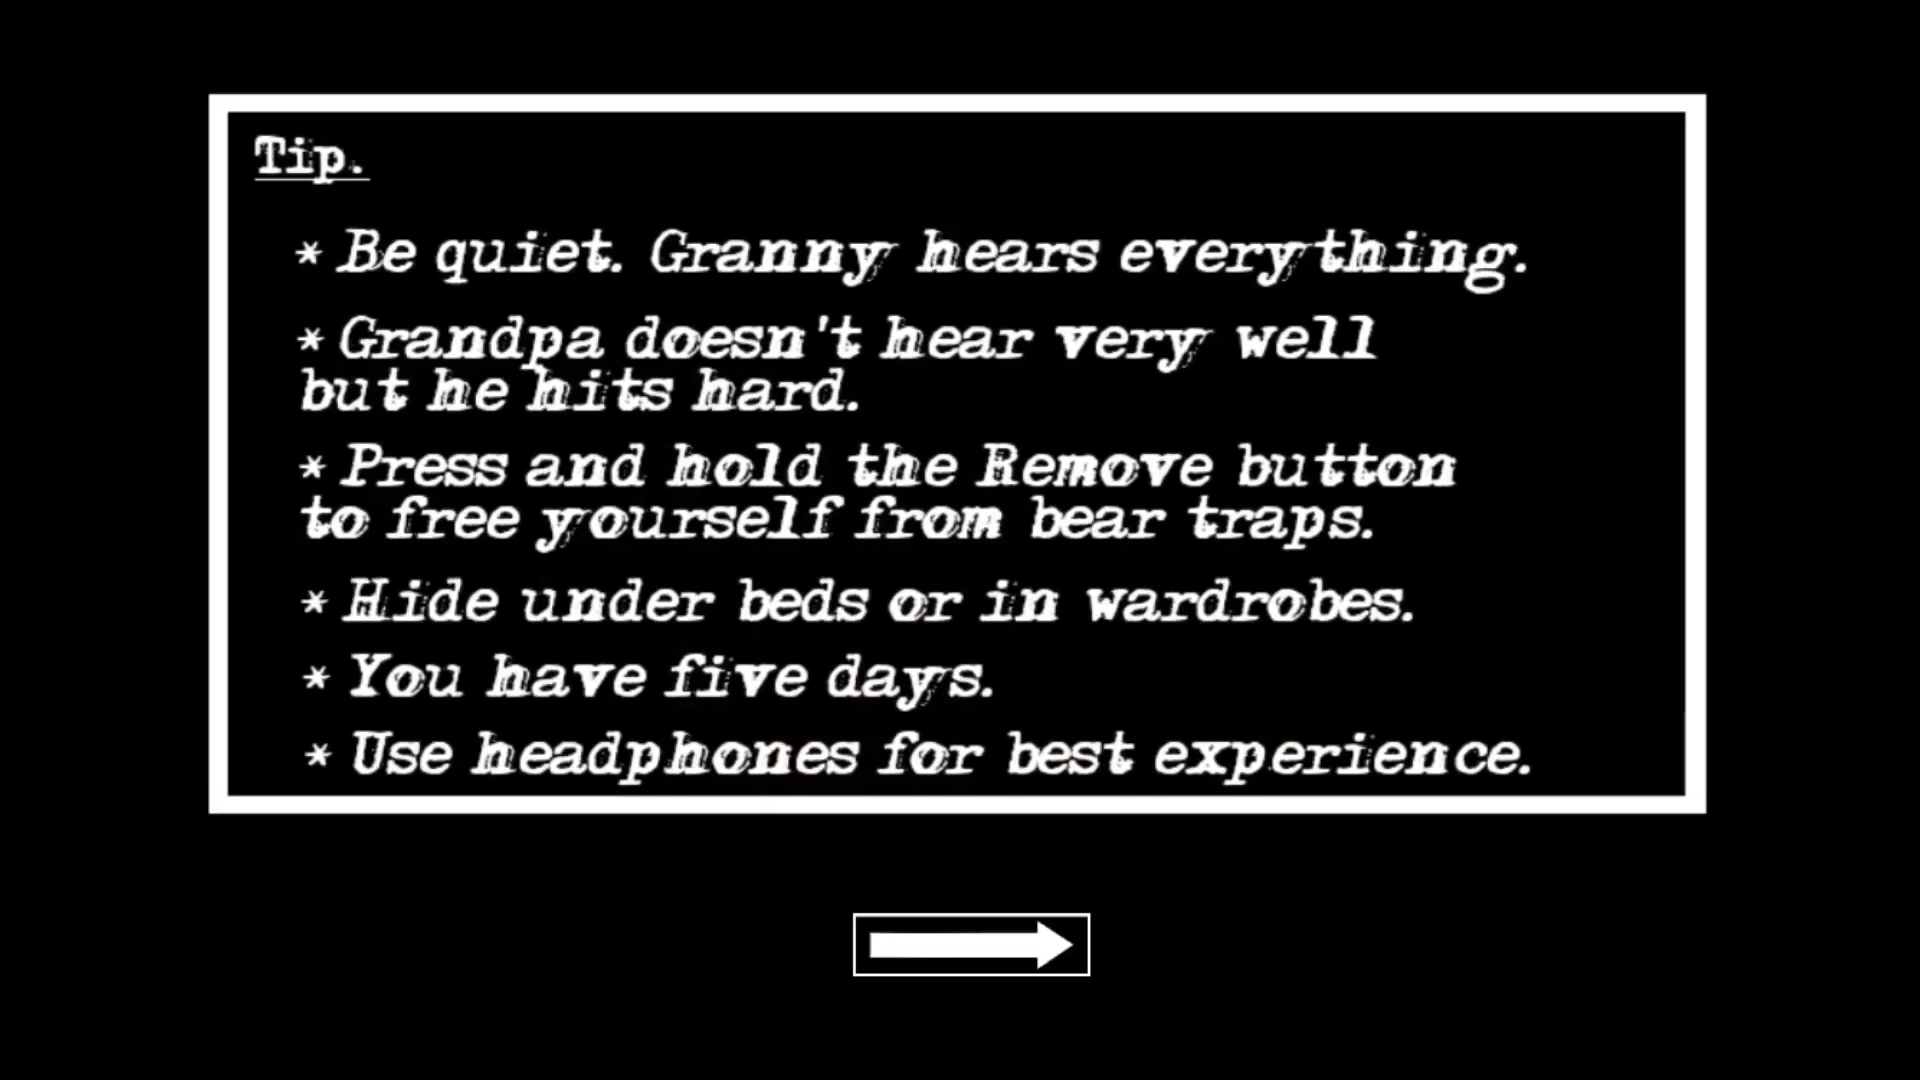 Tip.
* Be quiet. Granny hears everything.
* Grandpa doesn't hear very well
but he hits hard.
* Press and hold the Remove button
to free yourself from bear traps.
* Hide under beds or in wardrobes.
* You have five days.
* Use headphones for best experience.